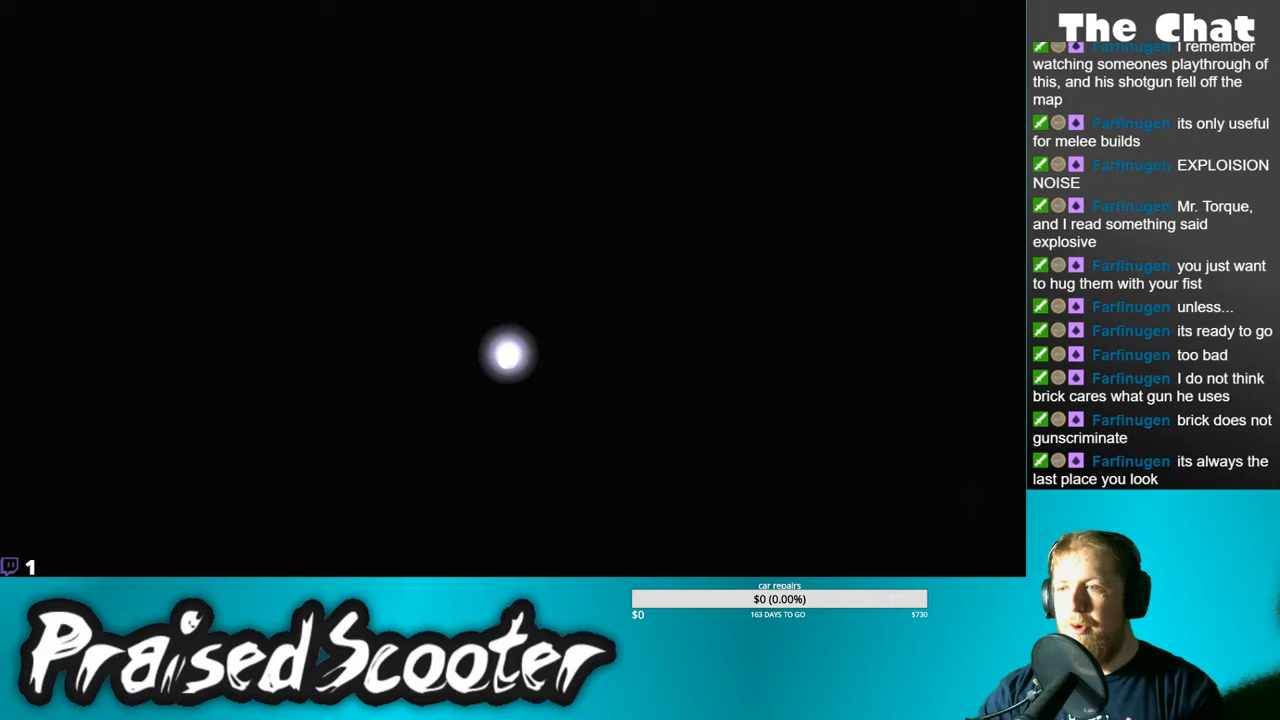 The Chat
Farfinugen I remember
watching someones playthrough of
this, and his shotgun fell off the
map
Farfinugen its only useful
for melee builds
Farfinugen EXPLOISION
NOISE
Farfinugen Mr. Torque,
and I read something said
explosive
Farfinugen you just want
to hug them with your fist
Farfinugen unless...
Farfinugen its ready to go
Farfinugen too bad
Farfinugen I do not think
brick cares what gun he uses
Farfinugen brick does not
gunscriminate
Farfinugen its always the
last place you look
1
car repairs
$0 (0.00%)
$0 163 DAYS TO GO $730
PraisedScooter